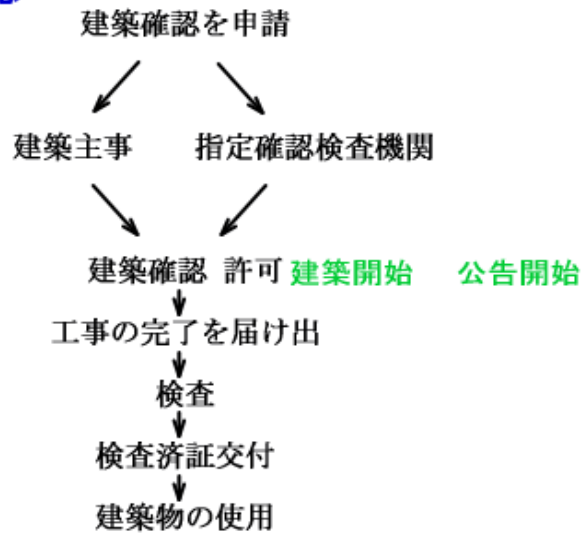 建築確認を申請
建築主事 指定確認検査機関
建築確認 許可 建築開始 公告開始
工事の完了を届け出
検査
検査済証交付
建築物の使用